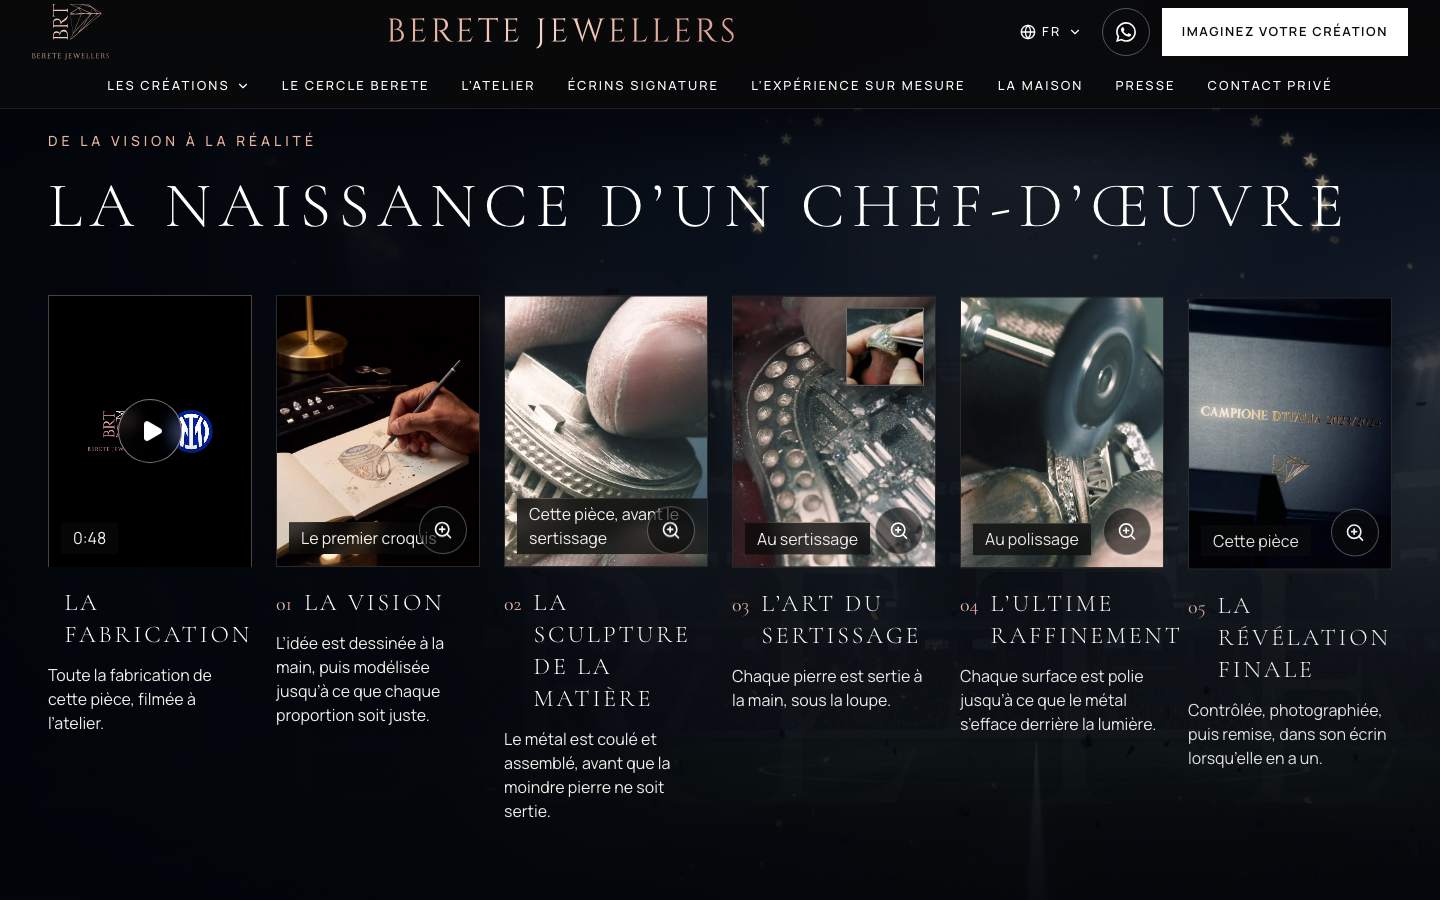 BRT
BERETE JEWELLERS
BERETE JEWELLERS
FR
IMAGINEZ VOTRE CRÉATION
LES CRÉATIONS
LE CERCLE BERETE
L'ATELIER
ÉCRINS SIGNATURE
L'EXPÉRIENCE SUR MESURE
LA MAISON
PRESSE
CONTACT PRIVÉ
DE LA VISION À LA RÉALITÉ
LA NAISSANCE D’UN CHEF-D’ŒUVRE
BRT
0:48
LA
FABRICATION
Toute la fabrication de
cette pièce, filmée à
l’atelier.
Le premier croquis
01 LA VISION
L’idée est dessinée à la
main, puis modélisée
jusqu’à ce que chaque
proportion soit juste.
Cette pièce, avant le
sertissage
02 LA
SCULPTURE
DE LA
MATIÈRE
Le métal est coulé et
assemblé, avant que la
moindre pierre ne soit
sertie.
Au sertissage
03 L’ART DU
SERTISSAGE
Chaque pierre est sertie à
la main, sous la loupe.
Au polissage
04 L’ULTIME
RAFFINEMENT
Chaque surface est polie
jusqu’à ce que le métal
s’efface derrière la lumière.
CAMPIONE D'ITALIA 2023/2024
Cette pièce
05 LA
RÉVÉLATION
FINALE
Contrôlée, photographiée,
puis remise, dans son écrin
lorsqu’elle en a un.